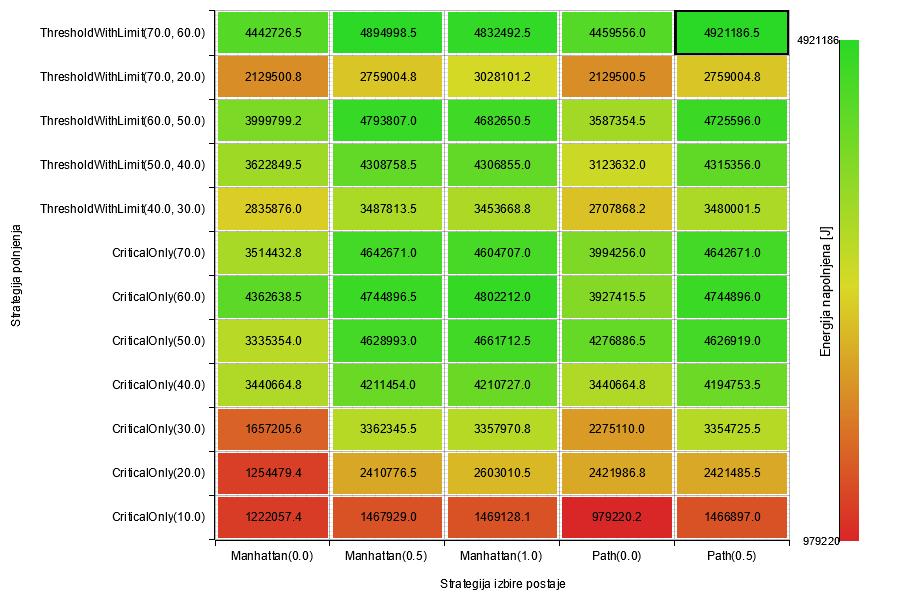 ThresholdWithLimit(70.0, 60.0) 4442726.5 4894998.5 4832492.5 4459556.0 4921186.5
4921186
ThresholdWithLimit(70.0, 20.0) 2129500.8 2759004.8 3028101.2 2129500.5 2759004.8
ThresholdWithLimit(60.0, 50.0) 3999799.2 4793807.0 4682650.5 3587354.5 4725596.0
ThresholdWithLimit(50.0, 40.0) 3622849.5 4308758.5 4306855.0 3123632.0 4315356.0
ThresholdWithLimit(40.0, 30.0) 2835876.0 3487813.5 3453668.8 2707868.2 3480001.5
CriticalOnly(70.0) 3514432.8 4642671.0 4604707.0 3994256.0 4642671.0
CriticalOnly(60.0) 4362638.5 4744896.5 4802212.0 3927415.5 4744896.0
CriticalOnly(50.0) 3335354.0 4628993.0 4661712.5 4276886.5 4626919.0
CriticalOnly(40.0) 3440664.8 4211454.0 4210727.0 3440664.8 4194753.5
CriticalOnly(30.0) 1657205.6 3362345.5 3357970.8 2275110.0 3354725.5
CriticalOnly(20.0) 1254479.4 2410776.5 2603010.5 2421986.8 2421485.5
CriticalOnly(10.0) 1222057.4 1467929.0 1469128.1 979220.2 1466897.0
979220
Manhattan(0.0) Manhattan(0.5) Manhattan(1.0) Path(0.0) Path(0.5)
Strategija izbire postaje
Strategija polnjenja
Energija napolnjena [J]